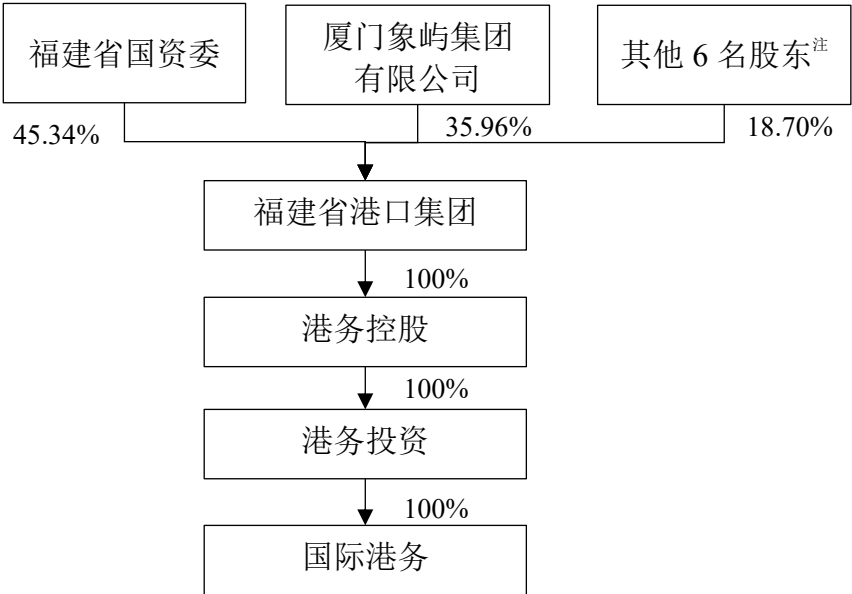 福建省国资委
厦门象屿集团
有限公司
其他 6 名股东注
45.34%
35.96%
18.70%
福建省港口集团
100%
港务控股
100%
港务投资
100%
国际港务